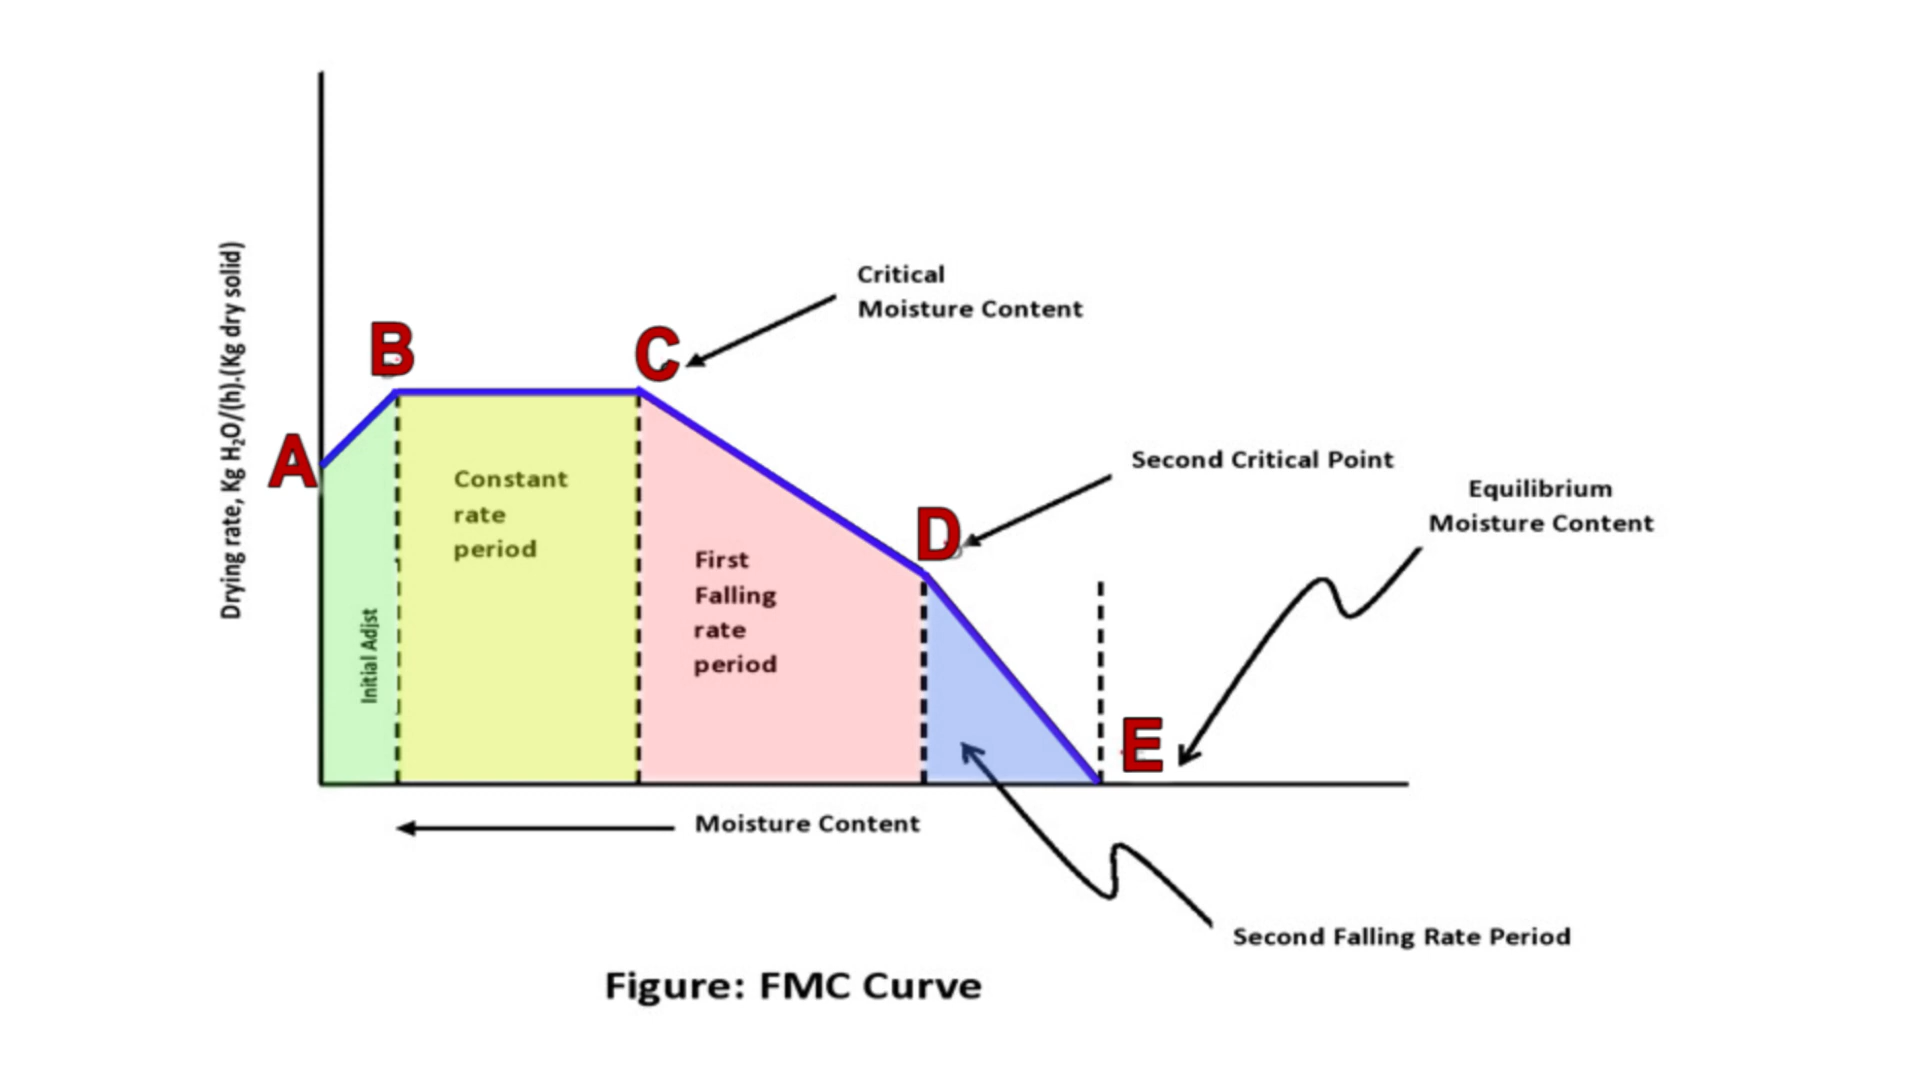 Critical
Moisture Content
B
C
A
Drying rate, Kg H₂O/(h).(Kg dry solid)
Second Critical Point
Equilibrium
Moisture Content
D
Constant
rate
period
First
Falling
rate
period
Initial Adjst
E
Moisture Content
Second Falling Rate Period
Figure: FMC Curve